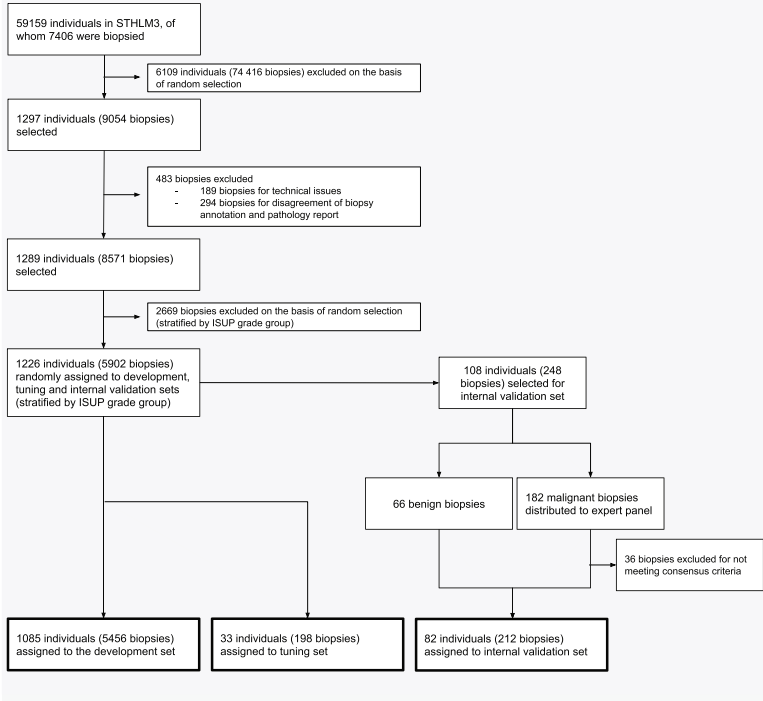 59159 individuals in STHLM3, of
whom 7406 were biopsied
6109 individuals (74 416 biopsies) excluded on the basis
of random selection
1297 individuals (9054 biopsies)
selected
483 biopsies excluded
- 189 biopsies for technical issues
- 294 biopsies for disagreement of biopsy
annotation and pathology report
1289 individuals (8571 biopsies)
selected
2669 biopsies excluded on the basis of random selection
(stratified by ISUP grade group)
1226 individuals (5902 biopsies)
randomly assigned to development,
tuning and internal validation sets
(stratified by ISUP grade group)
108 individuals (248
biopsies) selected for
internal validation set
66 benign biopsies
182 malignant biopsies
distributed to expert panel
36 biopsies excluded for not
meeting consensus criteria
1085 individuals (5456 biopsies)
assigned to the development set
33 individuals (198 biopsies)
assigned to tuning set
82 individuals (212 biopsies)
assigned to internal validation set